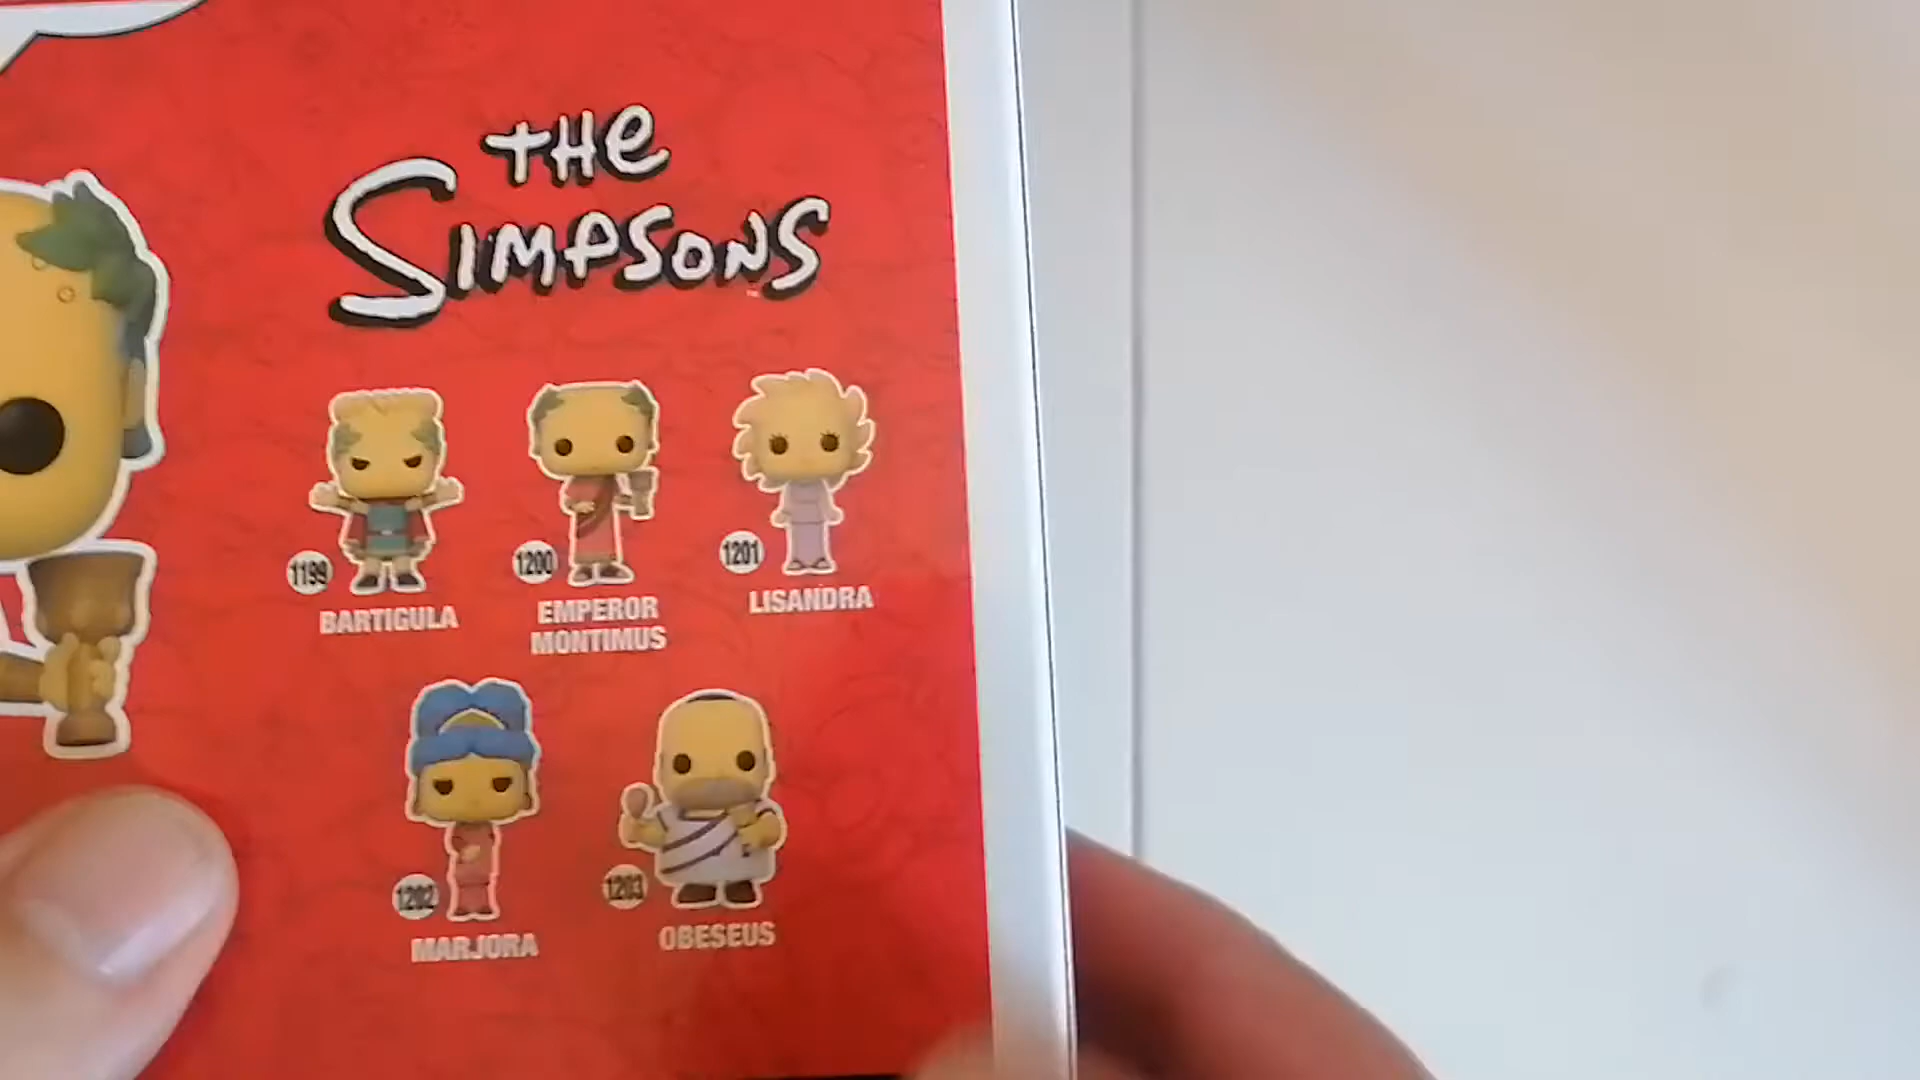 THE
SIMPSONS
1199
BARTIGULA
1200
EMPEROR
MONTIMUS
1201
LISANDRA
1202
MARJORA
1203
OBESEUS